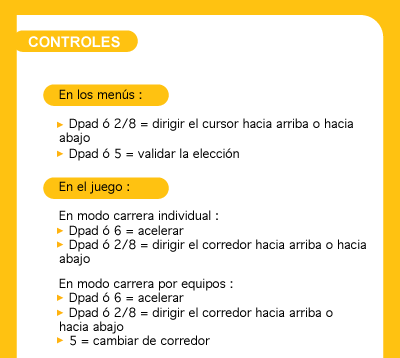 CONTROLES
En los menús :
Dpad ó 2/8 = dirigir el cursor hacia arriba o hacia
abajo
Dpad ó 5 = validar la elección
En el juego :
En modo carrera individual :
Dpad ó 6 = acelerar
Dpad ó 2/8 = dirigir el corredor hacia arriba o hacia
abajo
En modo carrera por equipos :
Dpad ó 6 = acelerar
Dpad ó 2/8 = dirigir el corredor hacia arriba o
hacia abajo
5 = cambiar de corredor